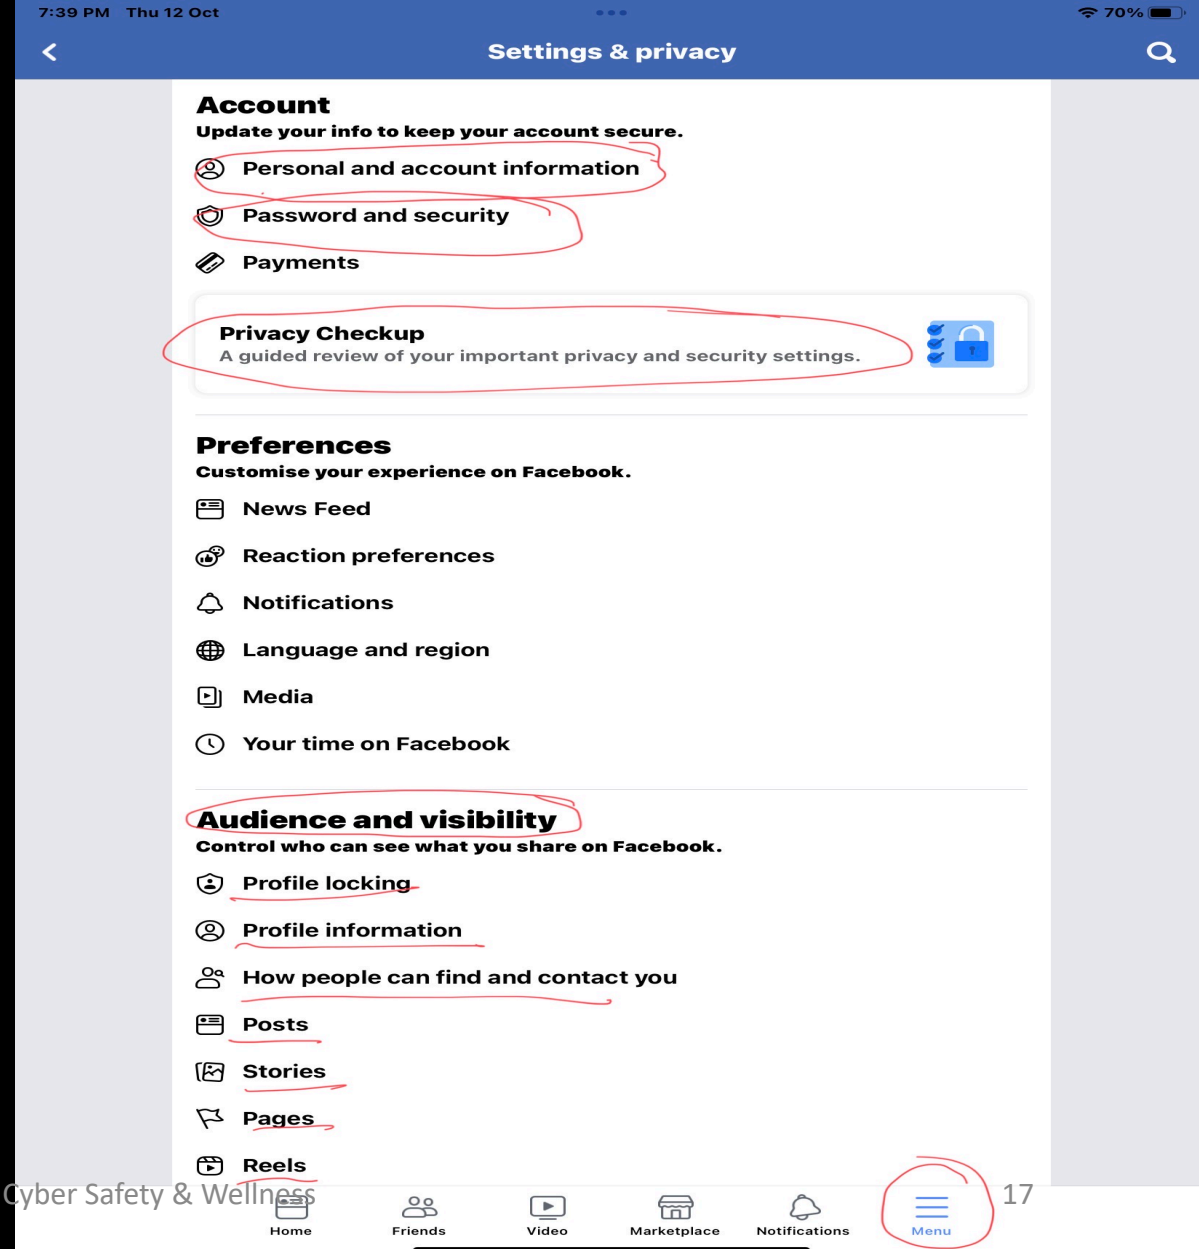 7:39 PM Thu 12 Oct
70%
Settings & privacy
Account
Update your info to keep your account secure.
Personal and account information
Password and security
Payments
Privacy Checkup
A guided review of your important privacy and security settings.
Preferences
Customise your experience on Facebook.
News Feed
Reaction preferences
Notifications
Language and region
Media
Your time on Facebook
Audience and visibility
Control who can see what you share on Facebook.
Profile locking
Profile information
How people can find and contact you
Posts
Stories
Pages
Reels
Cyber Safety & Wellness 17
Home Friends Video Marketplace Notifications Menu